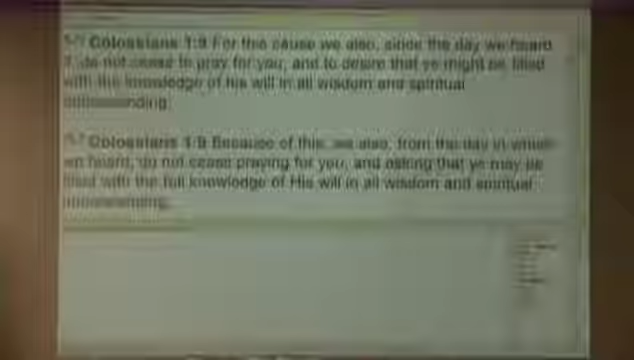 Colossians 1:9 For this cause we also, since the day we heard
do not cease to pray for you, and to desire that ye might be filled
with the knowledge of his will in all wisdom and spiritual
Colossians 1:9 Because of this, we also, from the day in which
we heard, do not cease praying for you, and asking that ye may be
filled with the full knowledge of His will in all wisdom and spiritual